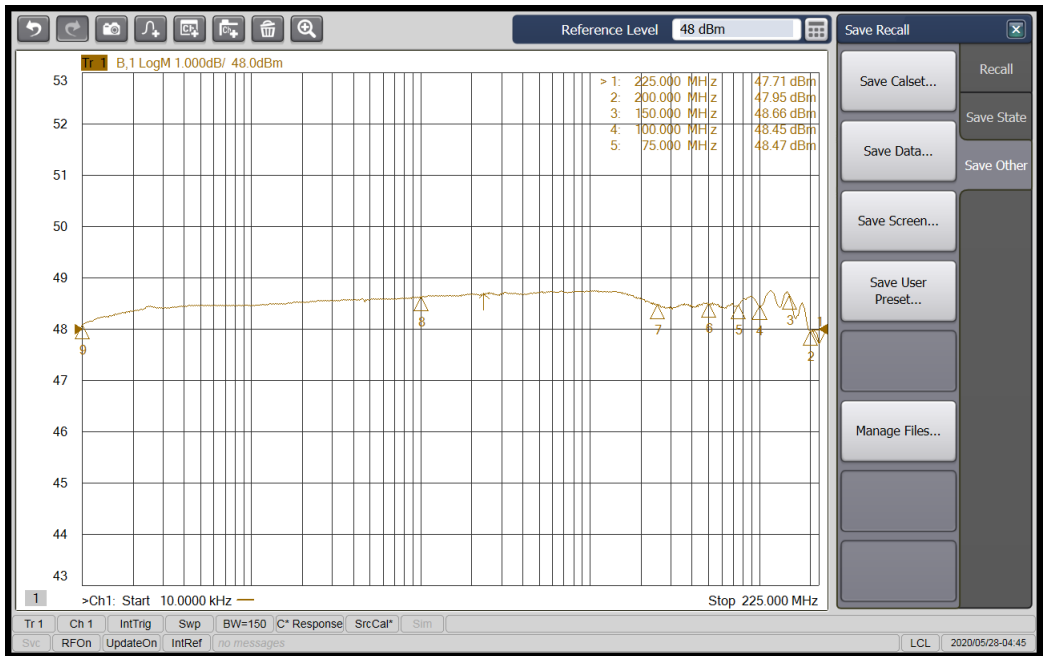 Reference Level 48 dBm
Save Recall
Tr 1 B,1 LogM 1.000dB/ 48.0dBm
53
52
51
50
49
48
47
46
45
44
43
> 1: 225.000 MHz 47.71 dBm
2: 200.000 MHz 47.95 dBm
3: 150.000 MHz 48.66 dBm
4: 100.000 MHz 48.45 dBm
5: 75.000 MHz 48.47 dBm
9
8
7
6
5
4
3
2
1
1
>Ch1: Start 10.0000 kHz
Stop 225.000 MHz
Save Calset...
Save Data...
Save Screen...
Save User
Preset...
Manage Files...
Recall
Save State
Save Other
Tr 1 Ch 1 IntTrig Swp BW=150 C* Response SrcCal* Sim
Svc RFOn UpdateOn IntRef no messages LCL 2020/05/28-04:45